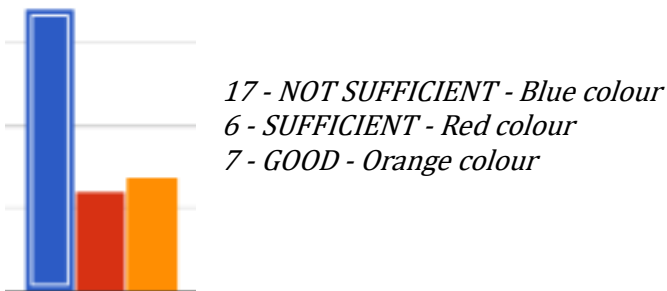 17 - NOT SUFFICIENT - Blue colour
6 - SUFFICIENT - Red colour
7 - GOOD - Orange colour